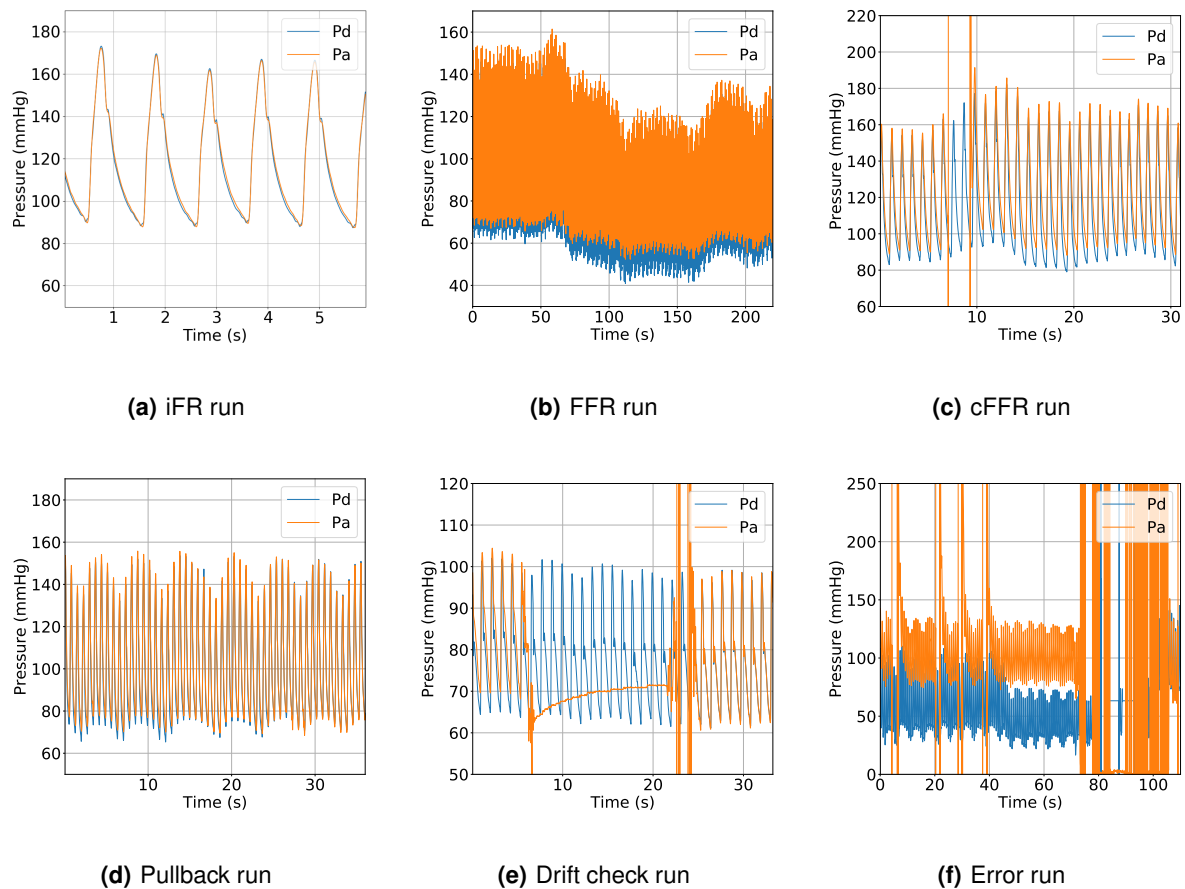 180
160
140
120
100
80
60
Pressure (mmHg)
1 2 3 4 5
Time (s)
Pd
Pa
(a) iFR run
160
140
120
100
80
60
40
Pressure (mmHg)
0 50 100 150 200
Time (s)
Pd
Pa
(b) FFR run
220
200
180
160
140
120
100
80
60
Pressure (mmHg)
10 20 30
Time (s)
Pd
Pa
(c) cFFR run
180
160
140
120
100
80
60
Pressure (mmHg)
10 20 30
Time (s)
Pd
Pa
(d) Pullback run
120
110
100
90
80
70
60
50
Pressure (mmHg)
10 20 30
Time (s)
Pd
Pa
(e) Drift check run
250
200
150
100
50
0
Pressure (mmHg)
0 20 40 60 80 100
Time (s)
Pd
Pa
(f) Error run